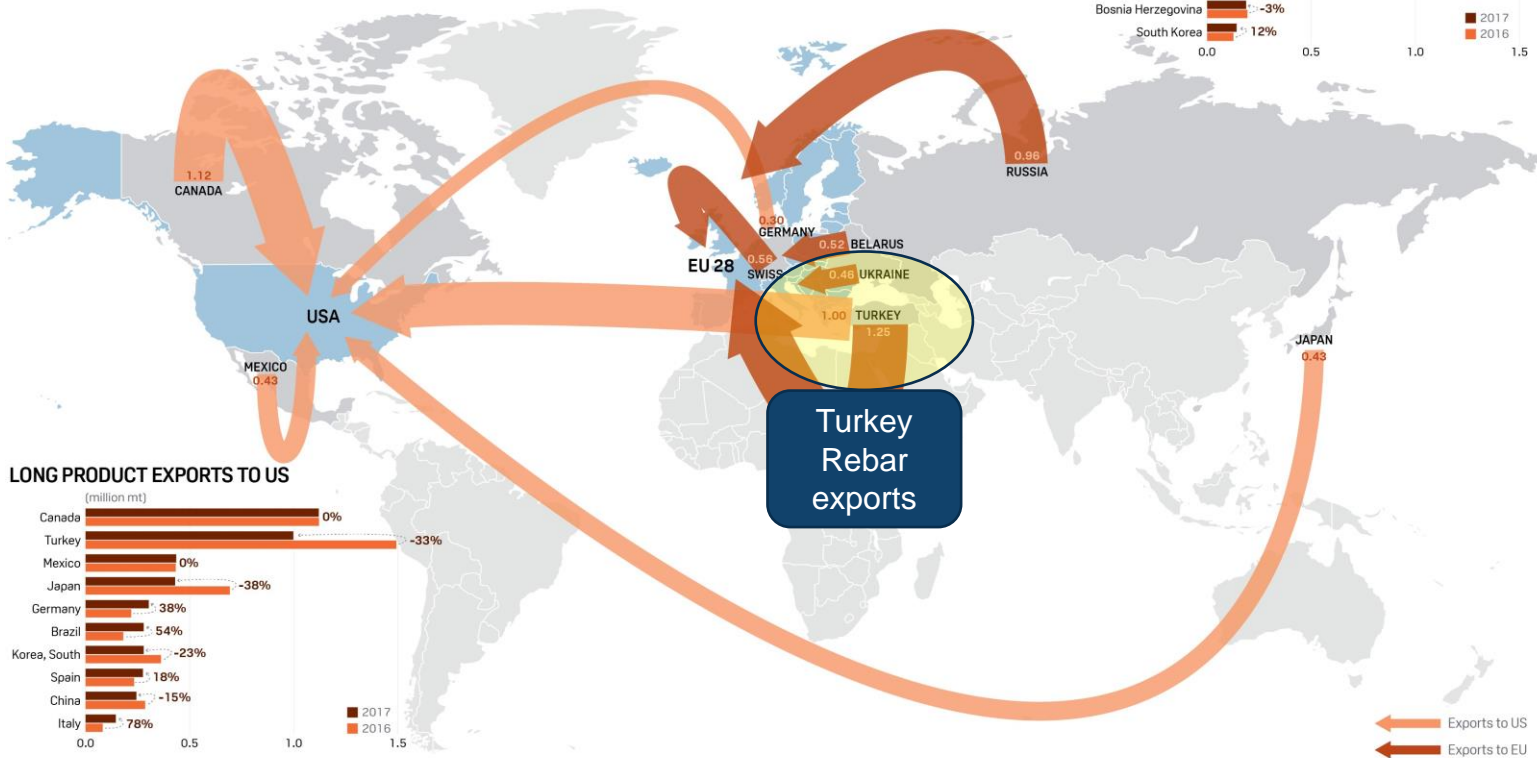 Bosnia Herzegovina
-3%
South Korea
12%
2017
2016
0.0 0.5 1.0 1.5
1.12
CANADA
0.96
RUSSIA
0.30
GERMANY
0.52 BELARUS
0.56
EU 28
SWISS
0.46 UKRAINE
USA
1.00 TURKEY
1.25
JAPAN
0.43
MEXICO
0.43
Turkey
Rebar
exports
LONG PRODUCT EXPORTS TO US
(million mt)
Canada 0%
Turkey -33%
Mexico 0%
Japan -38%
Germany 38%
Brazil 54%
Korea, South -23%
Spain 18%
China -15%
Italy 78%
2017
2016
0.0 0.5 1.0 1.5
Exports to US
Exports to EU